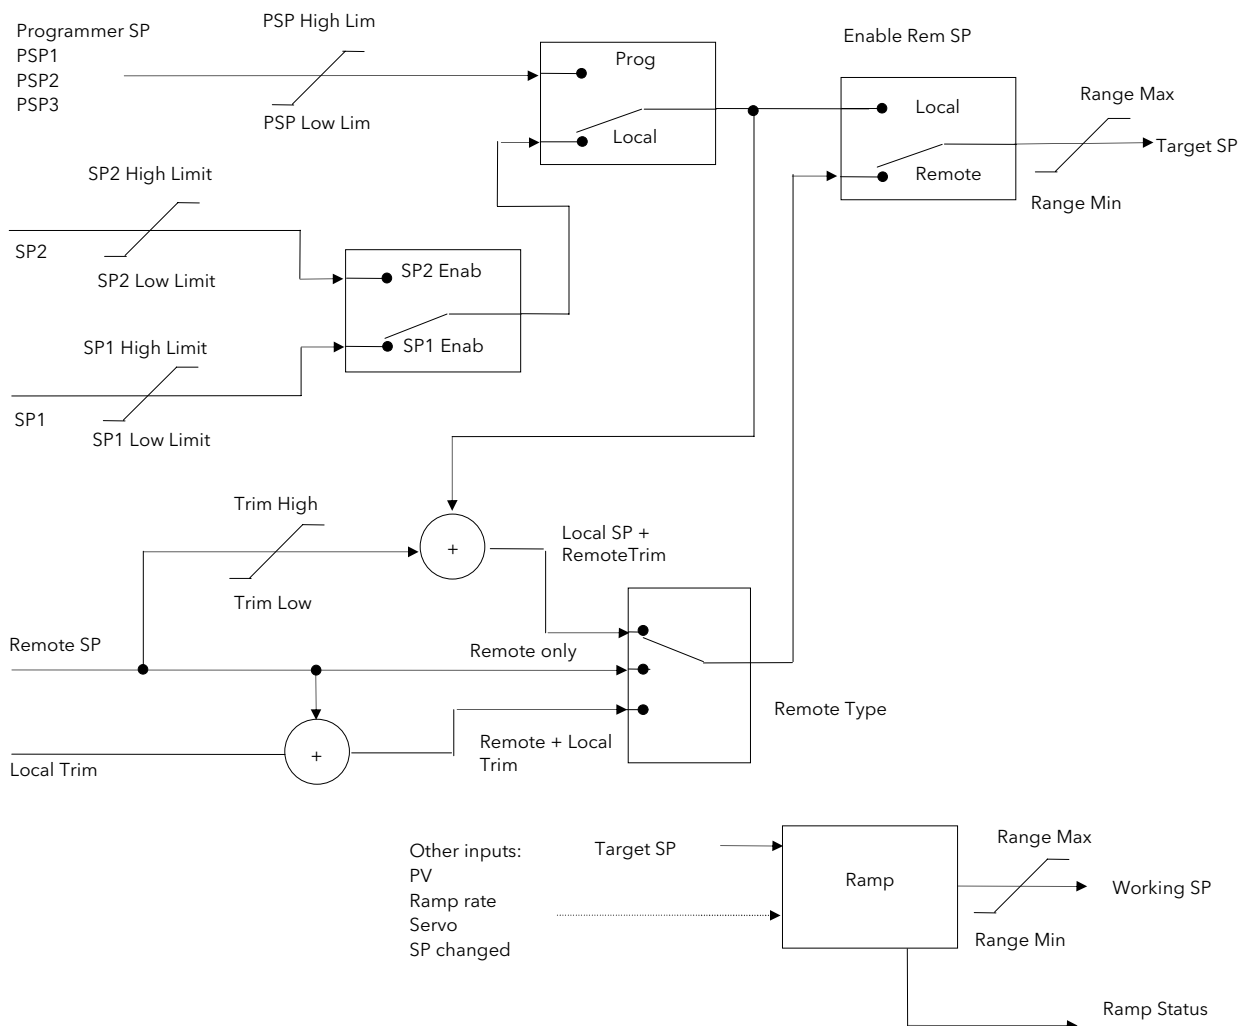 Programmer SP
PSP1
PSP2
PSP3
PSP High Lim
PSP Low Lim
Prog
Local
Enable Rem SP
Local
Remote
Range Max
Target SP
Range Min
SP2 High Limit
SP2
SP2 Low Limit
SP2 Enab
SP1 Enab
SP1 High Limit
SP1
SP1 Low Limit
Trim High
Trim Low
+
Local SP +
RemoteTrim
Remote SP
Remote only
Remote Type
+
Remote + Local
Trim
Local Trim
Other inputs:
PV
Ramp rate
Servo
SP changed
Target SP
Ramp
Range Max
Working SP
Range Min
Ramp Status